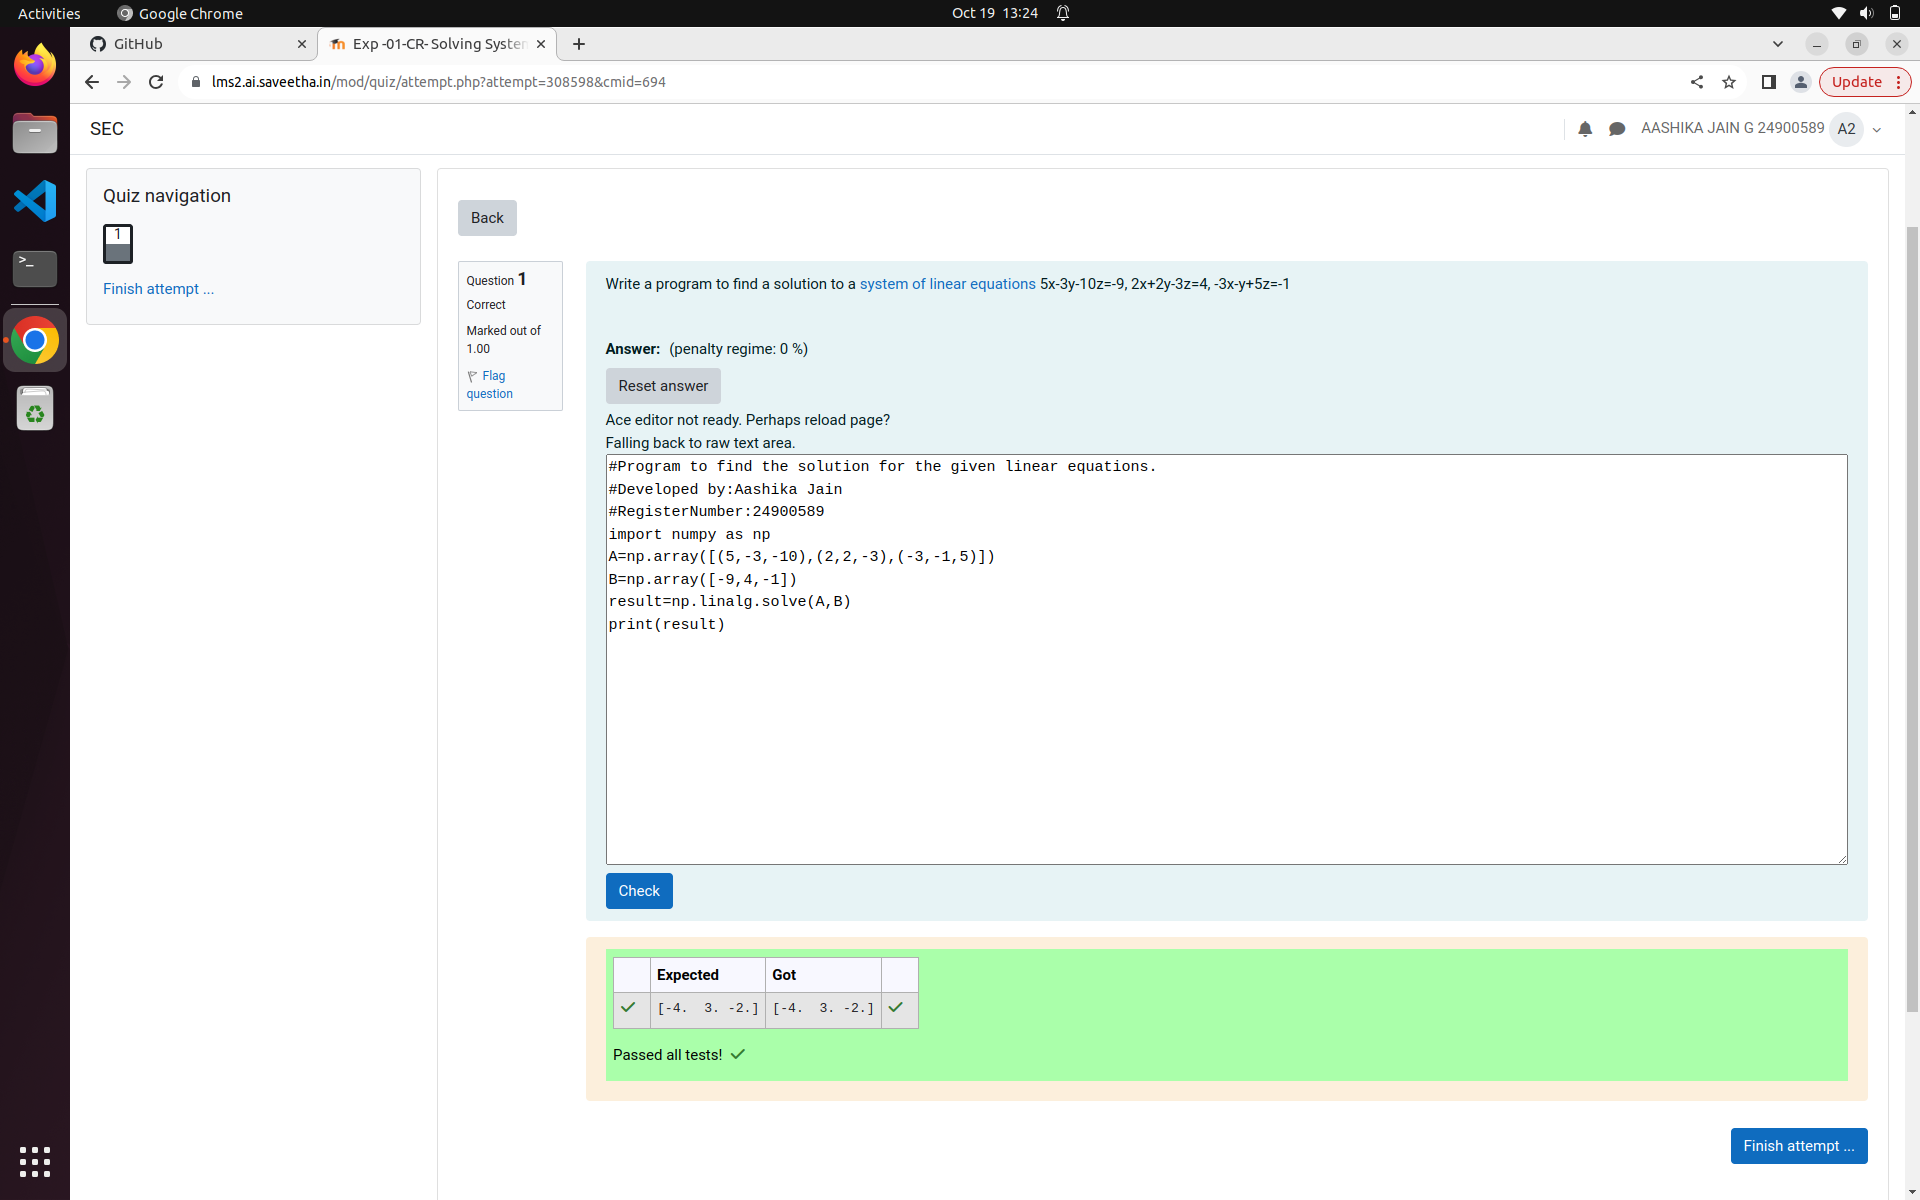 Activities
Google Chrome
Oct 19 13:24
GitHub
Exp -01-CR- Solving System
lms2.ai.saveetha.in/mod/quiz/attempt.php?attempt=308598&cmid=694
Update
SEC
AASHIKA JAIN G 24900589
A2
Quiz navigation
1
Finish attempt ...
Back
Question 1
Correct
Marked out of
1.00
Flag
question
Write a program to find a solution to a system of linear equations 5x-3y-10z=-9, 2x+2y-3z=4, -3x-y+5z=-1
Answer: (penalty regime: 0 %)
Reset answer
Ace editor not ready. Perhaps reload page?
Falling back to raw text area.
#Program to find the solution for the given linear equations.
#Developed by:Aashika Jain
#RegisterNumber:24900589
import numpy as np
A=np.array([(5,-3,-10),(2,2,-3),(-3,-1,5)])
B=np.array([-9,4,-1])
result=np.linalg.solve(A,B)
print(result)
Check
Expected Got
[-4.  3. -2.] [-4.  3. -2.]
Passed all tests!
Finish attempt ...